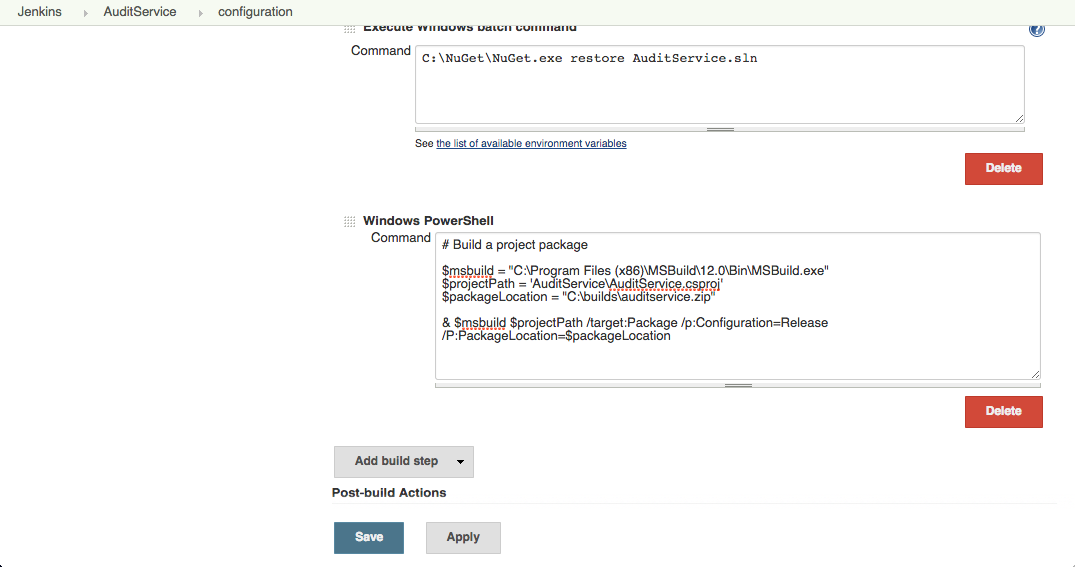 Jenkins AuditService configuration
Execute Windows batch command
Command
C:\NuGet\NuGet.exe restore AuditService.sln
See the list of available environment variables
Delete
Windows PowerShell
Command
# Build a project package
$msbuild = "C:\Program Files (x86)\MSBuild\12.0\Bin\MSBuild.exe"
$projectPath = 'AuditService\AuditService.csproj'
$packageLocation = "C:\builds\auditservice.zip"
& $msbuild $projectPath /target:Package /p:Configuration=Release
/P:PackageLocation=$packageLocation
Delete
Add build step
Post-build Actions
Save Apply